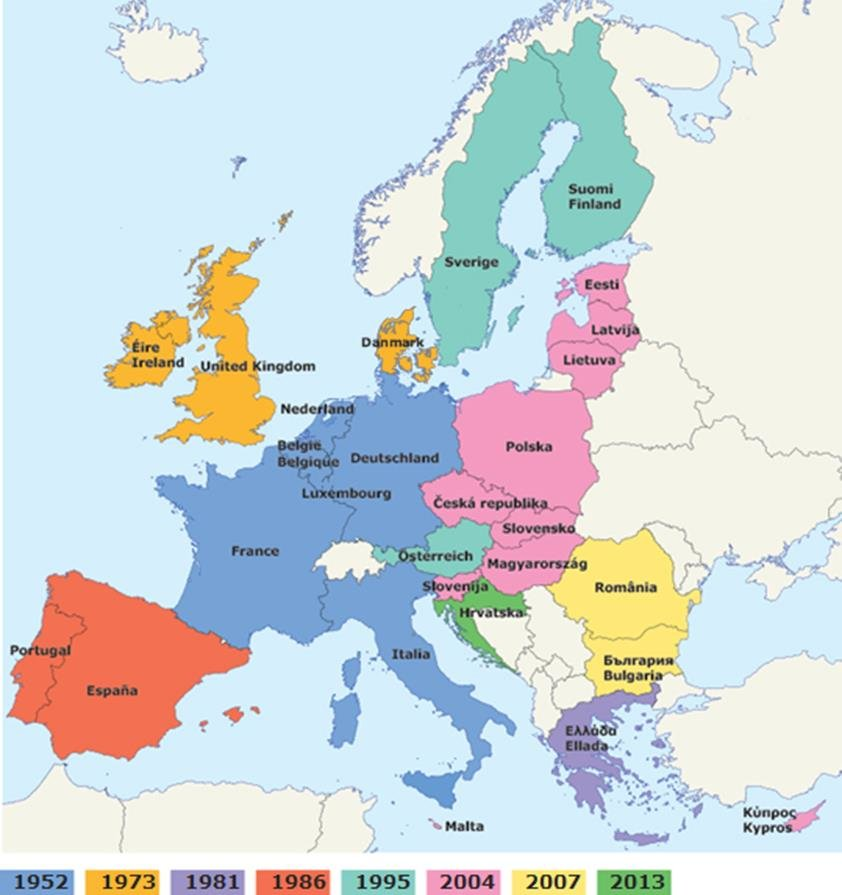 Suomi
Finland
Sverige
Eesti
Latvija
Lietuva
Danmark
Éire
Ireland
United Kingdom
Nederland
België
Belgique
Deutschland
Polska
Luxembourg
Česká republika
Slovensko
France
Österreich
Magyarország
Slovenija
România
Hrvatska
Portugal
Italia
България
Bulgaria
España
Ελλάδα
Ellada
Κύπρος
Kypros
Malta
1952 1973 1981 1986 1995 2004 2007 2013